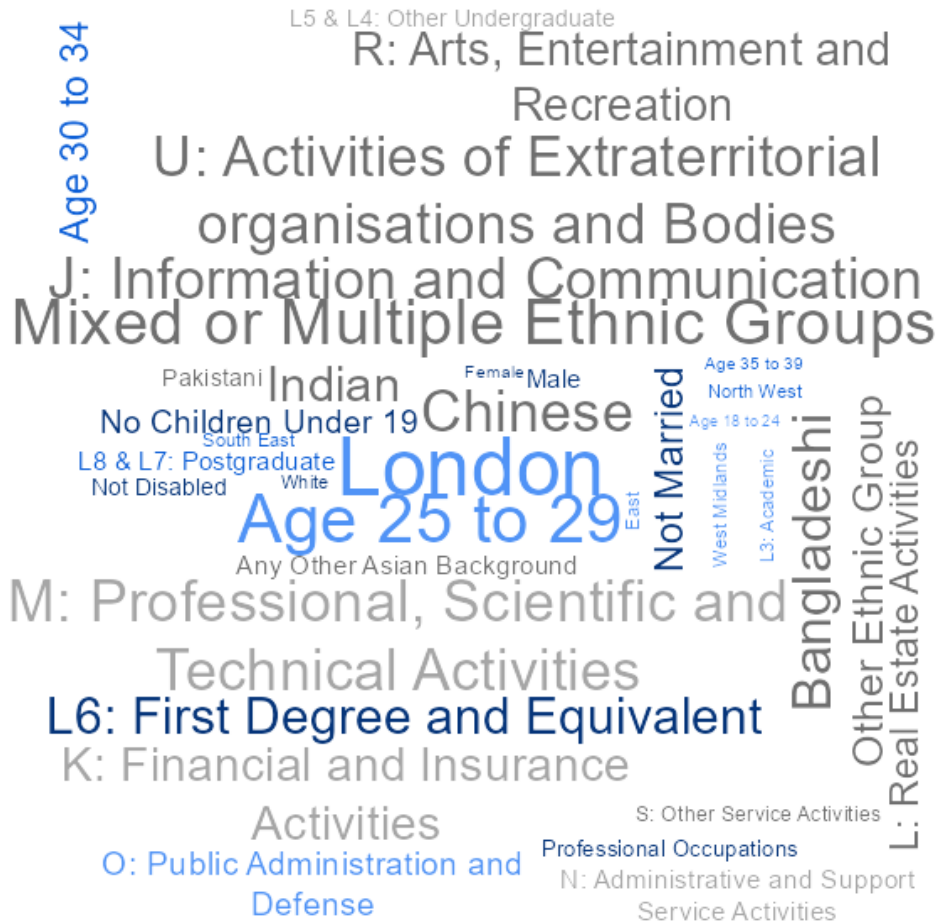 L5 & L4: Other Undergraduate
Age 30 to 34
R: Arts, Entertainment and
Recreation
U: Activities of Extraterritorial
organisations and Bodies
J: Information and Communication
Mixed or Multiple Ethnic Groups
Pakistani
Indian
Female
Male
Chinese
No Children Under 19
South East
L8 & L7: Postgraduate
Not Disabled
White
London
Age 25 to 29
East
Not Married
Age 35 to 39
North West
Age 18 to 24
West Midlands
L3: Academic
Bangladeshi
Other Ethnic Group
L: Real Estate Activities
Any Other Asian Background
M: Professional, Scientific and
Technical Activities
L6: First Degree and Equivalent
K: Financial and Insurance
Activities
S: Other Service Activities
O: Public Administration and
Defense
Professional Occupations
N: Administrative and Support
Service Activities